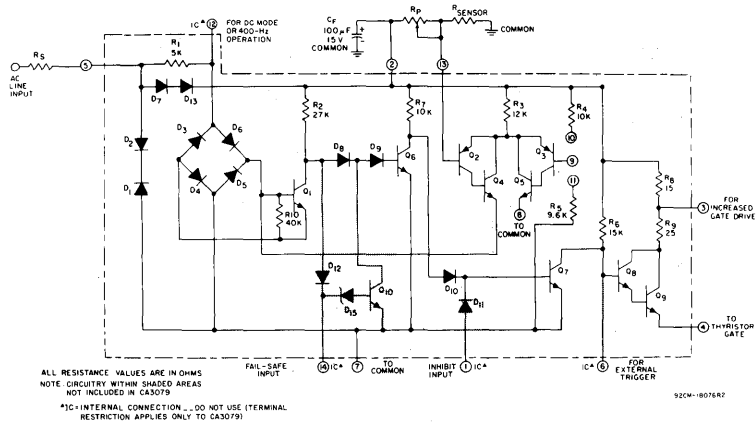 IC▲ 12
FOR DC MODE
OR 400-Hz
OPERATION
CF
100µF
15V
COMMON
RP
RSENSOR
COMMON
RS
5
AC
LINE
INPUT
R1
5K
2
13
D7
D13
R2
27K
R7
10K
R3
12K
R4
10K
10
D2
D1
D3
D6
D4
D5
D8
D9
Q6
Q2
Q4
Q5
Q3
9
11
Q1
R10
40K
8
TO
COMMON
R5
9.6K
R8
15
3
FOR
INCREASED
GATE DRIVE
R6
15K
R9
25
D12
D15
Q10
D10
D11
Q7
Q8
Q9
4
TO
THYRISTOR
GATE
FAIL-SAFE
INPUT
14 IC▲
7
TO
COMMON
INHIBIT
INPUT
1 IC▲
IC▲ 6
FOR
EXTERNAL
TRIGGER
ALL RESISTANCE VALUES ARE IN OHMS
NOTE. CIRCUITRY WITHIN SHADED AREAS
NOT INCLUDED IN CA3079
▲IC=INTERNAL CONNECTION__DO NOT USE (TERMINAL
RESTRICTION APPLIES ONLY TO CA3079)
92CM-18076R2